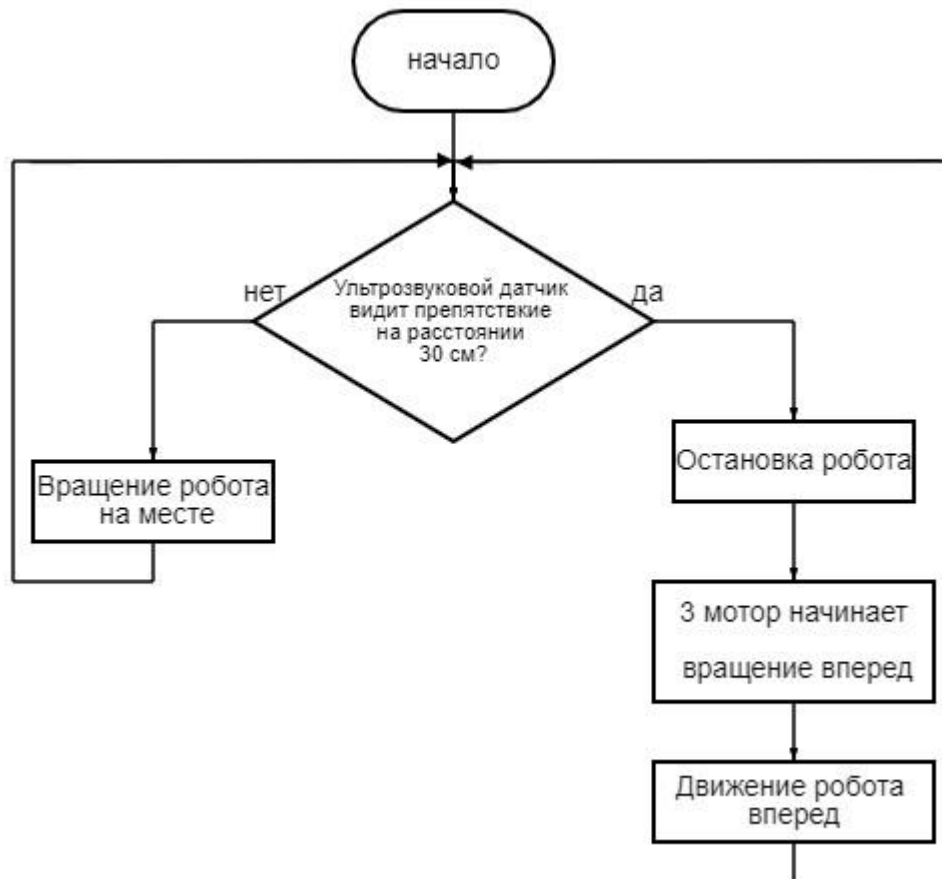 начало
нет
Ультрозвуковой датчик
видит препятствкие
на расстоянии
30 см?
да
Вращение робота
на месте
Остановка робота
3 мотор начинает
вращение вперед
Движение робота
вперед